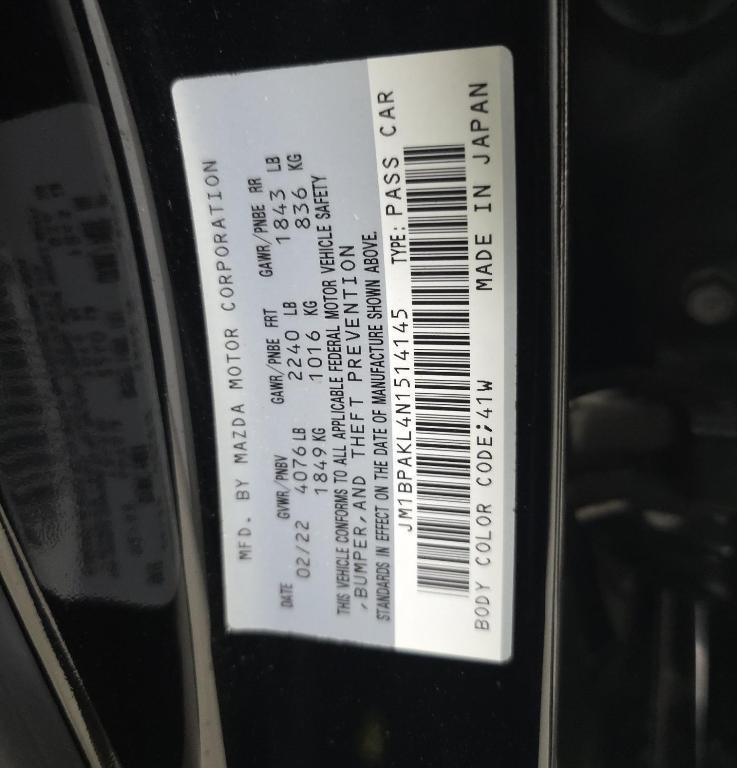 MFD. BY MAZDA MOTOR CORPORATION
DATE GVWR/PNBV GAWR/PNBE FRT GAWR/PNBE RR
02/22 4076 LB 2240 LB 1843 LB
1849 KG 1016 KG 836 KG
THIS VEHICLE CONFORMS TO ALL APPLICABLE FEDERAL MOTOR VEHICLE SAFETY
,BUMPER,AND THEFT PREVENTION
STANDARDS IN EFFECT ON THE DATE OF MANUFACTURE SHOWN ABOVE.
JM1BPAKL4N1514145 TYPE: PASS CAR
BODY COLOR CODE;41W MADE IN JAPAN